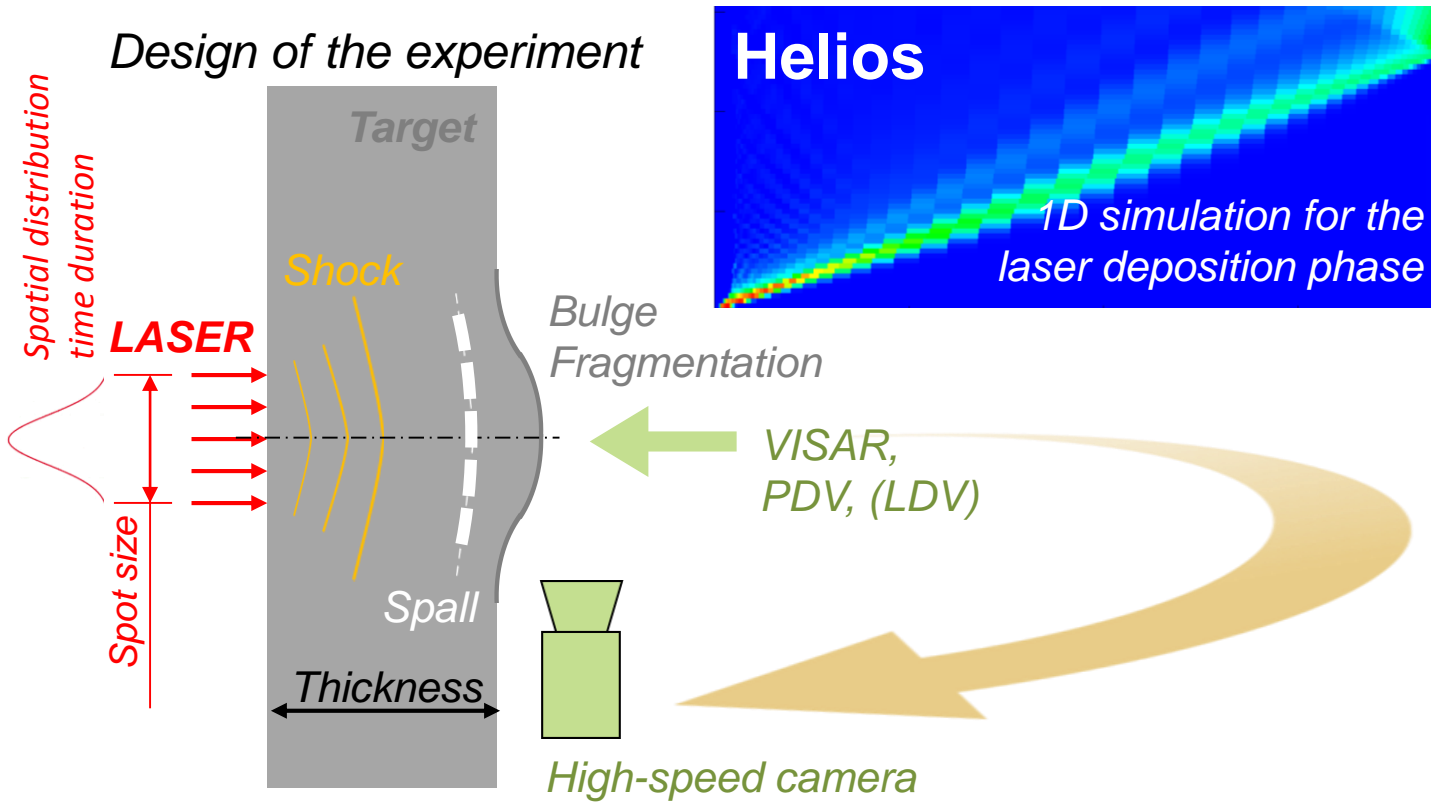 Design of the experiment
Helios
1D simulation for the
laser deposition phase
Target
Spatial distribution
time duration
LASER
Shock
Bulge
Fragmentation
VISAR,
PDV, (LDV)
Spot size
Spall
Thickness
High-speed camera